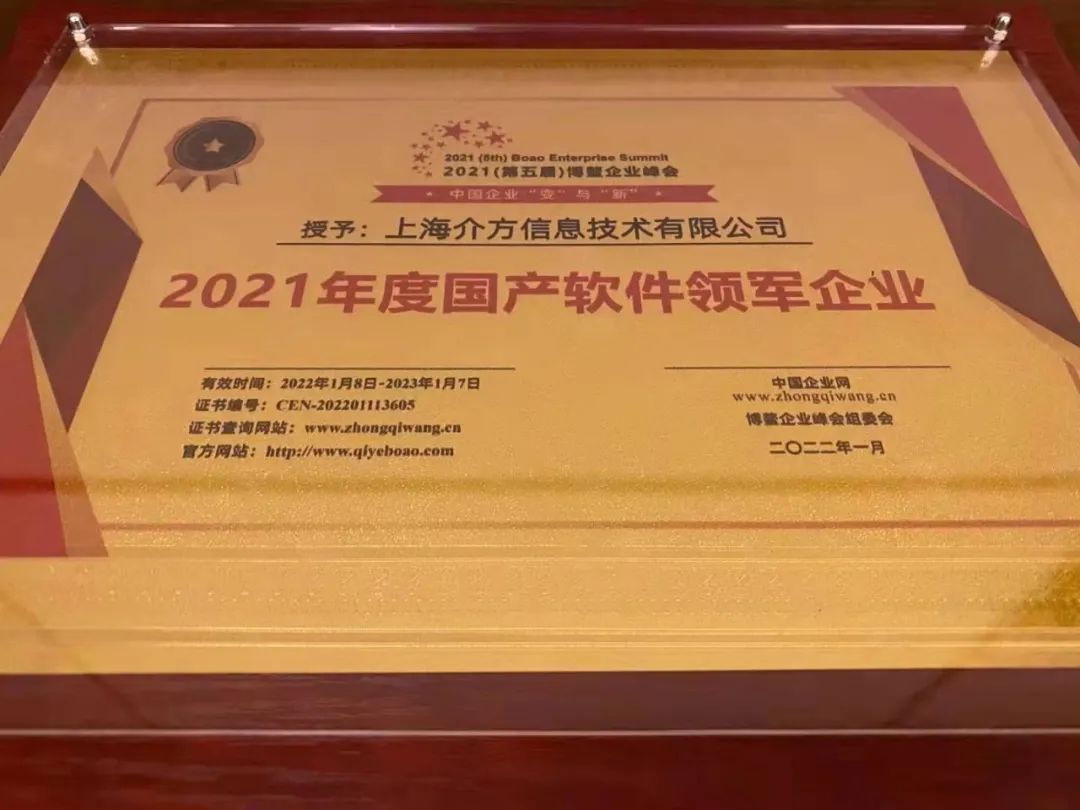 2021 (5th) Boao Enterprise Summit
2021(第五届)博鳌企业峰会
中国企业“变”与“新”
授予：上海介方信息技术有限公司
2021年度国产软件领军企业
有效时间：2022年1月8日-2023年1月7日
证书编号：CEN-202201113605
证书查询网站：www.zhongqiwang.cn
官方网站：http://www.qiyeboao.com
中国企业网
www.zhongqiwang.cn
博鳌企业峰会组委会
二〇二二年一月